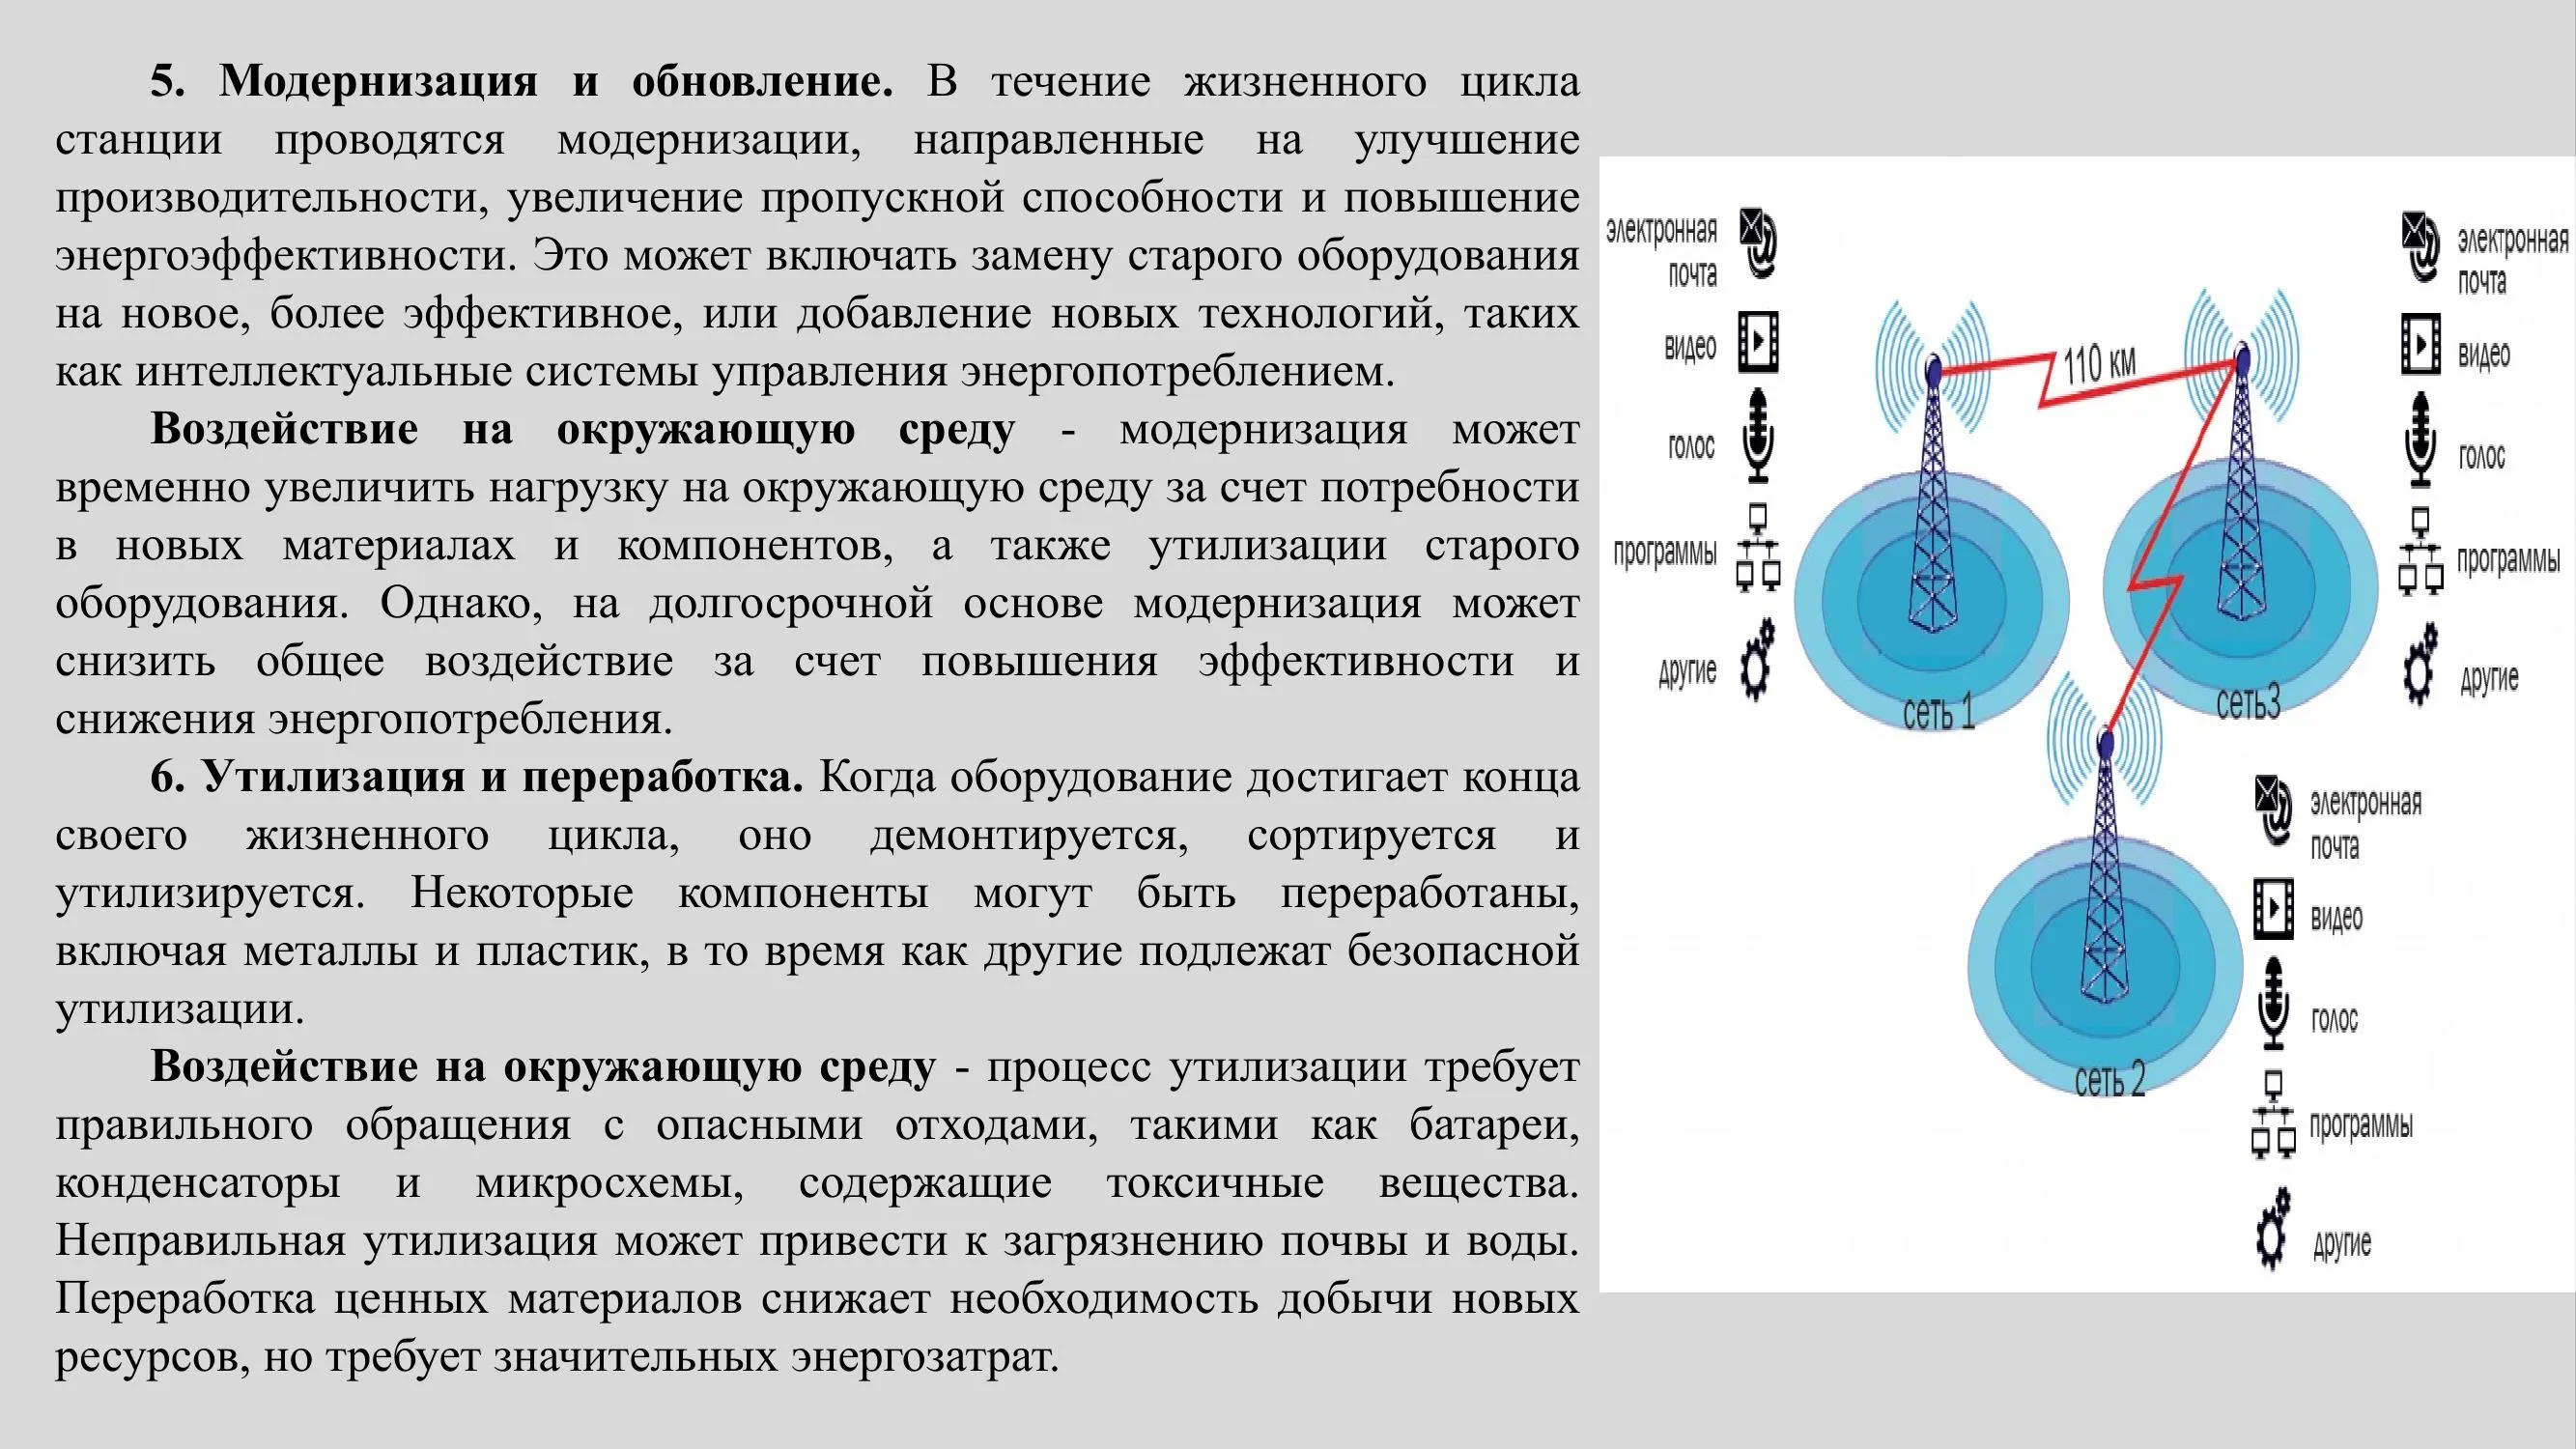 5. Модернизация и обновление. В течение жизненного цикла
станции проводятся модернизации, направленные на улучшение
производительности, увеличение пропускной способности и повышение
энергоэффективности. Это может включать замену старого оборудования
на новое, более эффективное, или добавление новых технологий, таких
как интеллектуальные системы управления энергопотреблением.
Воздействие на окружающую среду - модернизация может
временно увеличить нагрузку на окружающую среду за счет потребности
в новых материалах и компонентов, а также утилизации старого
оборудования. Однако, на долгосрочной основе модернизация может
снизить общее воздействие за счет повышения эффективности и
снижения энергопотребления.
6. Утилизация и переработка. Когда оборудование достигает конца
своего жизненного цикла, оно демонтируется, сортируется и
утилизируется. Некоторые компоненты могут быть переработаны,
включая металлы и пластик, в то время как другие подлежат безопасной
утилизации.
Воздействие на окружающую среду - процесс утилизации требует
правильного обращения с опасными отходами, такими как батареи,
конденсаторы и микросхемы, содержащие токсичные вещества.
Неправильная утилизация может привести к загрязнению почвы и воды.
Переработка ценных материалов снижает необходимость добычи новых
ресурсов, но требует значительных энергозатрат.
электронная
почта
видео
голос
программы
другие
110 км
сеть 1
сеть3
электронная
почта
видео
голос
программы
другие
сеть 2
электронная
почта
видео
голос
программы
другие